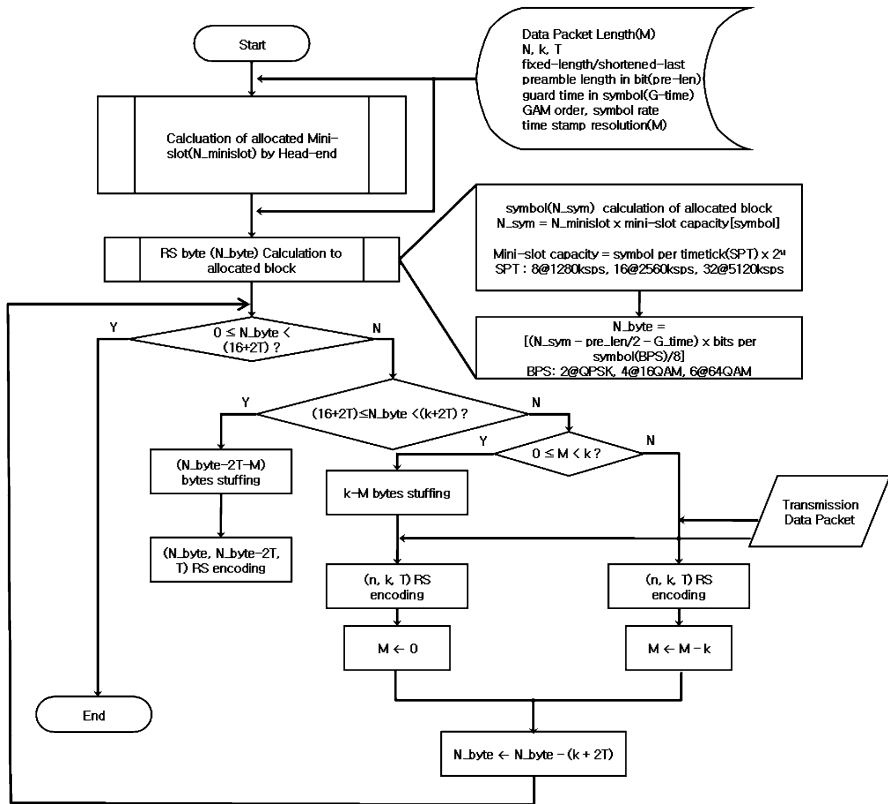 Start
Data Packet Length(M)
N, k, T
fixed-length/shortened-last
preamble length in bit(pre-len)
guard time in symbol(G-time)
GAM order, symbol rate
time stamp resolution(M)
Calcluation of allocated Mini-
slot(N_minislot) by Head-end
symbol(N_sym) calculation of allocated block
N_sym = N_minislot x mini-slot capacity[symbol]
Mini-slot capacity = symbol per timetick(SPT) x 2ᴹ
SPT : 8@1280ksps, 16@2560ksps, 32@5120ksps
RS byte (N_byte) Calculation to
allocated block
N_byte =
[(N_sym - pre_len/2 - G_time) x bits per
symbol(BPS)/8]
BPS: 2@QPSK, 4@16QAM, 6@64QAM
Y
0 ≤ N_byte <
(16+2T) ?
N
Y
(16+2T)≤N_byte <(k+2T) ?
N
Y
0 ≤ M < k ?
N
(N_byte-2T-M)
bytes stuffing
k-M bytes stuffing
Transmission
Data Packet
(N_byte, N_byte-2T,
T) RS encoding
(n, k, T) RS
encoding
(n, k, T) RS
encoding
M ← 0
M ← M - k
End
N_byte ← N_byte - (k + 2T)